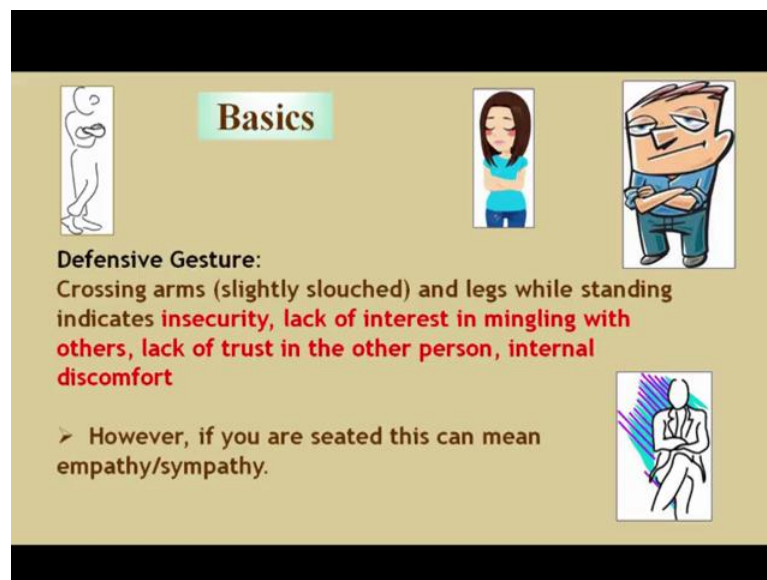 Basics
Defensive Gesture:
Crossing arms (slightly slouched) and legs while standing
indicates insecurity, lack of interest in mingling with
others, lack of trust in the other person, internal
discomfort
➢ However, if you are seated this can mean
empathy/sympathy.